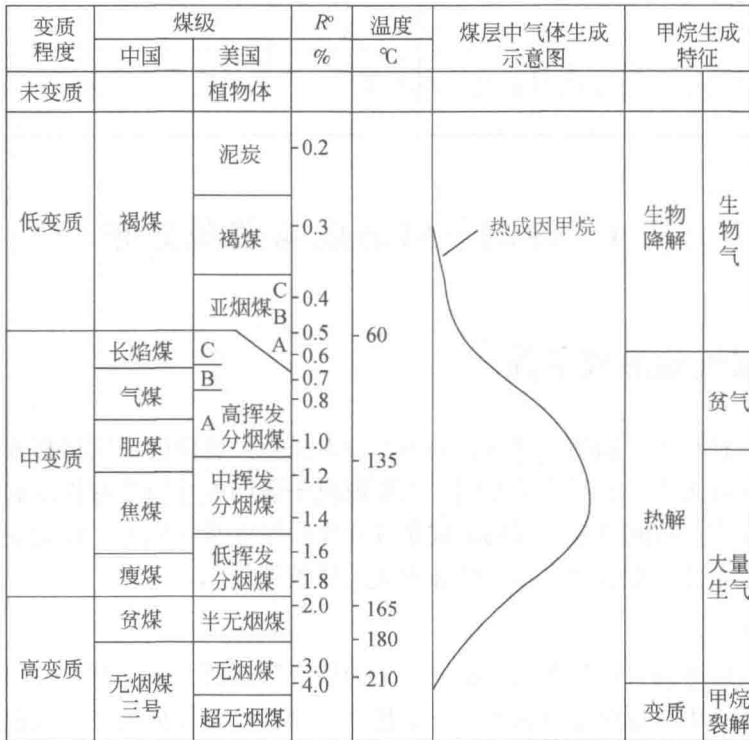 变质程度
煤级
R° %
温度 ℃
煤层中气体生成示意图
甲烷生成特征
中国
美国
未变质
植物体
低变质
褐煤
泥炭
褐煤
亚烟煤
C
B
A
0.2
0.3
0.4
0.5
0.6
0.7
0.8
1.0
1.2
1.4
1.6
1.8
2.0
3.0
4.0
60
135
165
180
210
热成因甲烷
生物降解
生物气
中变质
长焰煤
气煤
肥煤
焦煤
瘦煤
C
B
A
高挥发分烟煤
中挥发分烟煤
低挥发分烟煤
热解
贫气
大量生气
高变质
贫煤
无烟煤三号
半无烟煤
无烟煤
超无烟煤
变质
甲烷裂解